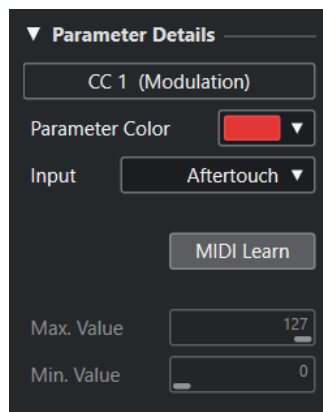 ▼ Parameter Details
CC 1 (Modulation)
Parameter Color ▼
Input Aftertouch ▼
MIDI Learn
Max. Value 127
Min. Value 0